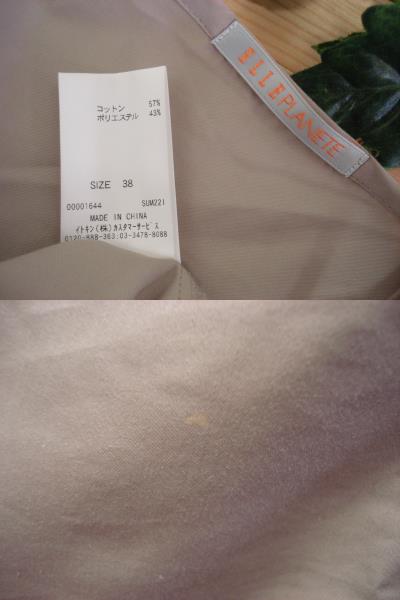 ELLEPLANETE
コットン 57%
ポリエステル 43%
SIZE 38
00001644 SUM221
MADE IN CHINA
イトキン(株)カスタマーサービス
0120-888-363:03-3478-8088